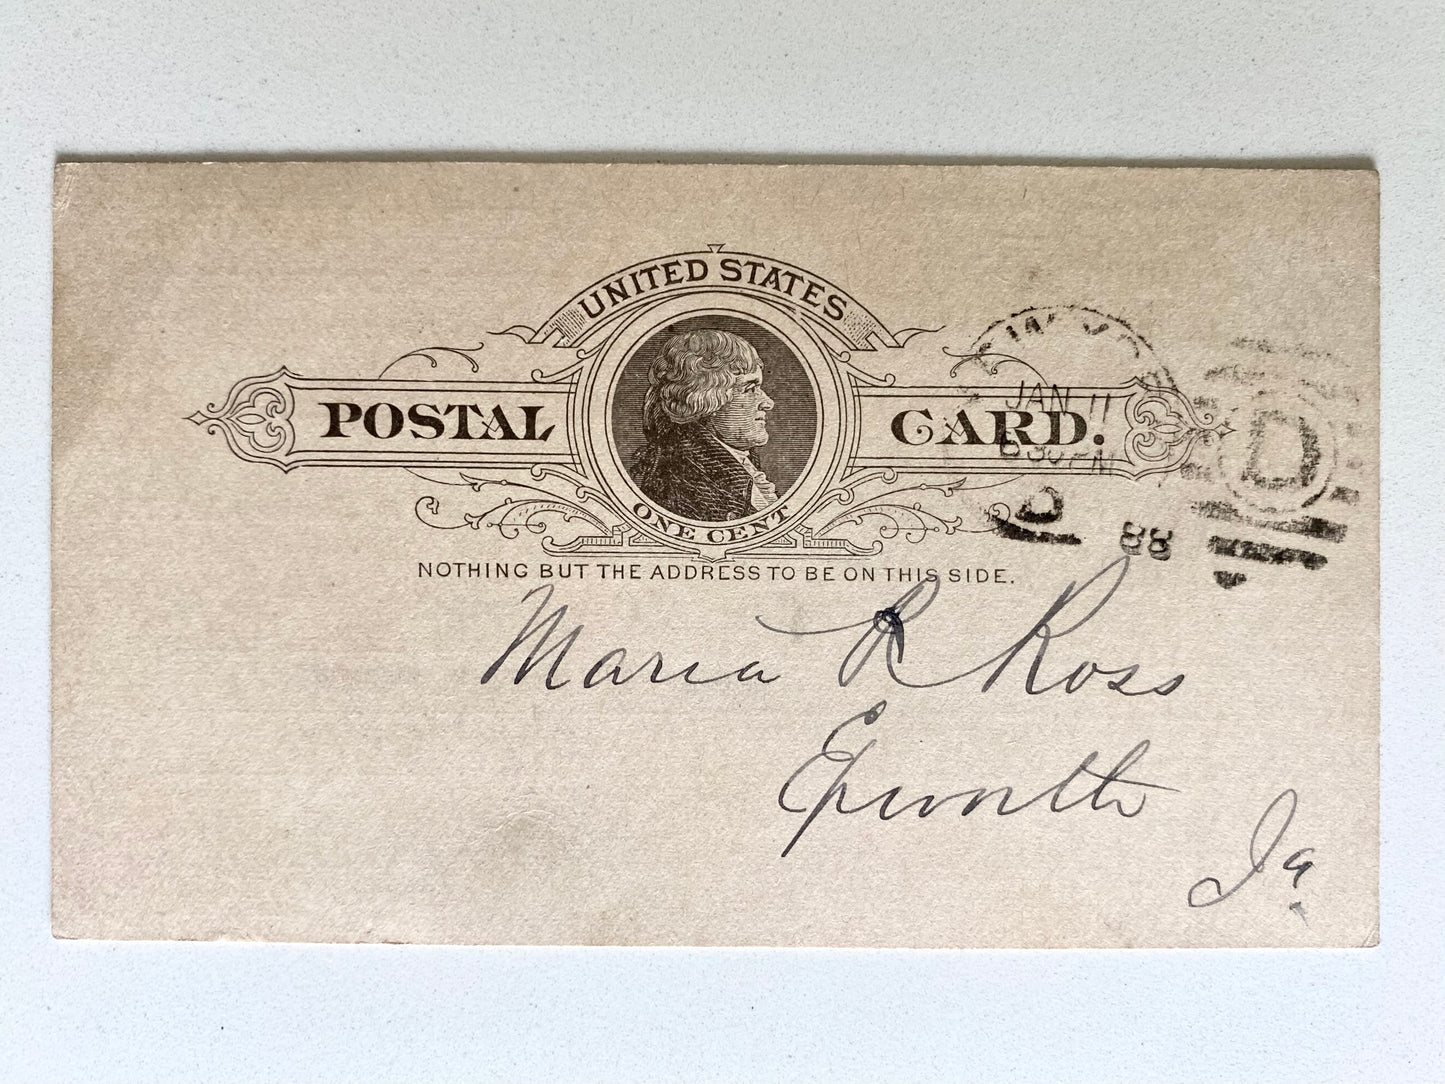 UNITED STATES
POSTAL CARD.
ONE CENT
NOTHING BUT THE ADDRESS TO BE ON THIS SIDE.
JAN 11
630PM
D
88
D
Maria R Ross
Epworth
Ia.